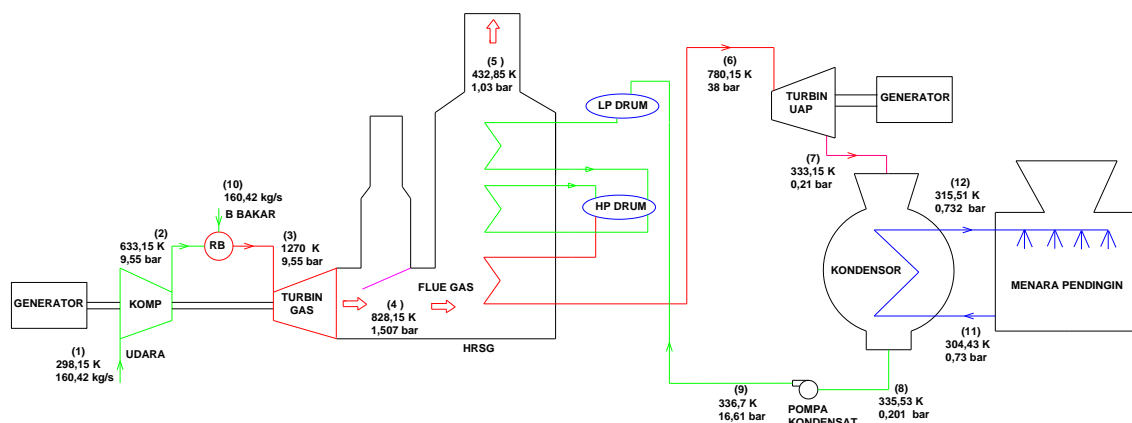 (5 )
432,85 K
1,03 bar
LP DRUM
HP DRUM
(6)
780,15 K
38 bar
TURBIN
UAP
GENERATOR
(7)
333,15 K
0,21 bar
(12)
315,51 K
0,732 bar
(10)
160,42 kg/s
B BAKAR
(2)
633,15 K
9,55 bar
RB
(3)
1270 K
9,55 bar
GENERATOR
KOMP
TURBIN
GAS
FLUE GAS
(4 )
828,15 K
1,507 bar
HRSG
(1)
298,15 K
160,42 kg/s
UDARA
KONDENSOR
MENARA PENDINGIN
(11)
304,43 K
0,73 bar
(9)
336,7 K
16,61 bar
POMPA
KONDENSAT
(8)
335,53 K
0,201 bar